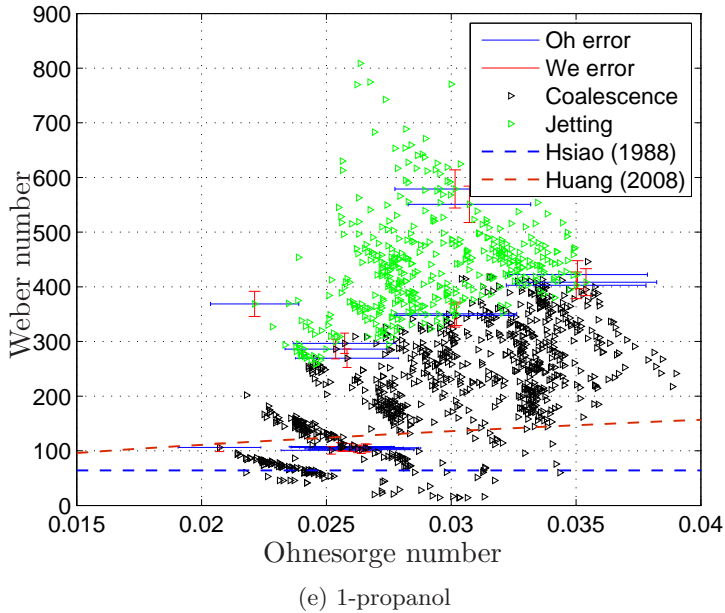 900
800
700
600
500
400
300
200
100
0
Weber number
Oh error
We error
Coalescence
Jetting
Hsiao (1988)
Huang (2008)
0.015 0.02 0.025 0.03 0.035 0.04
Ohnesorge number
(e) 1-propanol